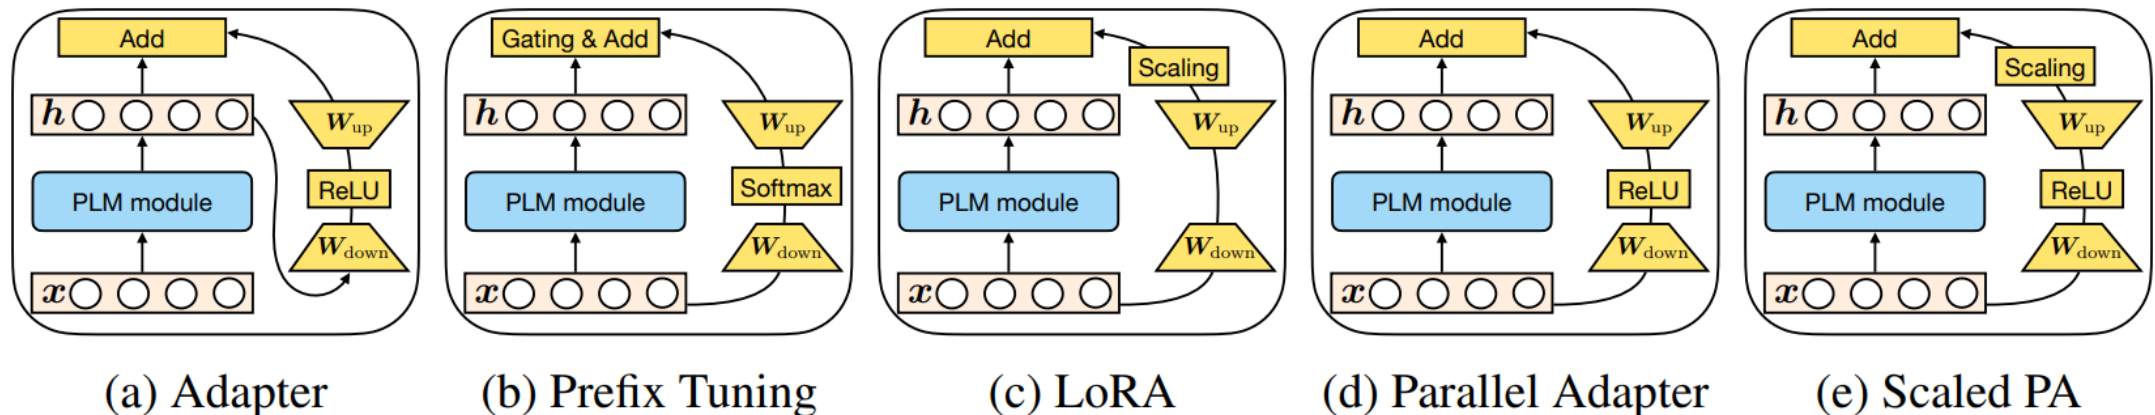 Add
h
W_up
PLM module
ReLU
W_down
x
(a) Adapter
Gating & Add
h
W_up
PLM module
Softmax
W_down
x
(b) Prefix Tuning
Add
Scaling
h
W_up
PLM module
W_down
x
(c) LoRA
Add
h
W_up
PLM module
ReLU
W_down
x
(d) Parallel Adapter
Add
Scaling
h
W_up
PLM module
ReLU
W_down
x
(e) Scaled PA